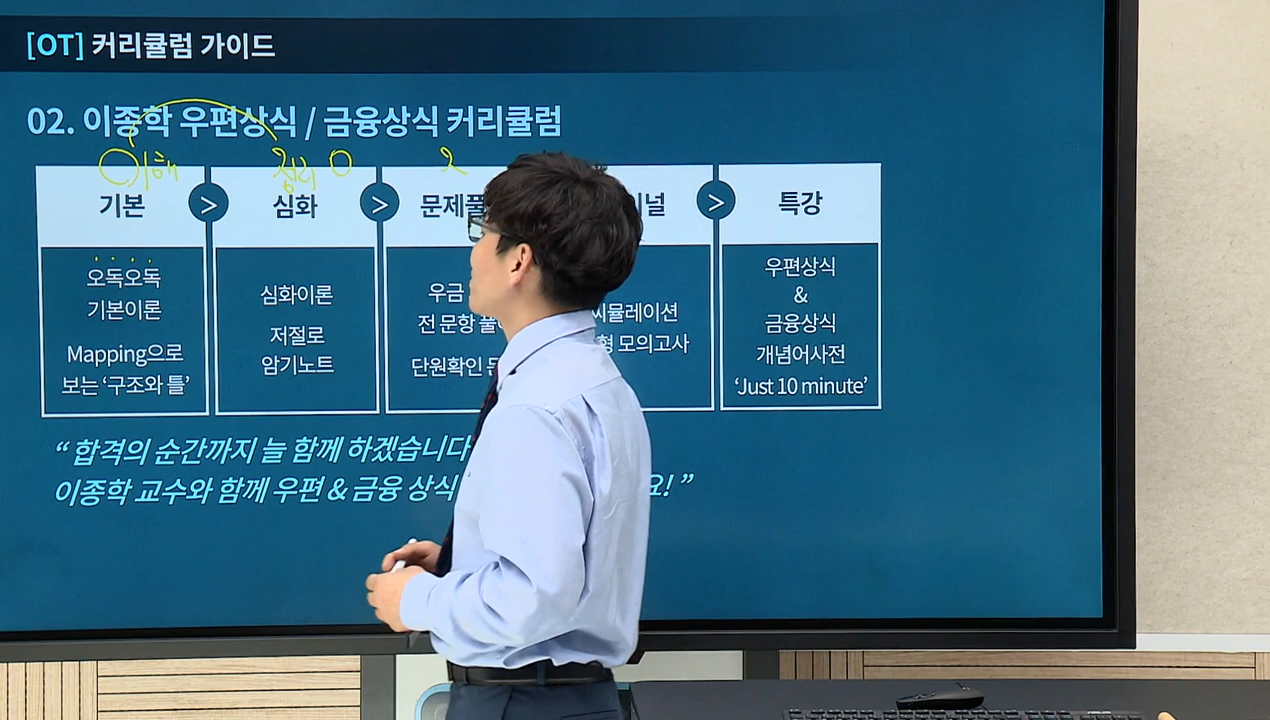 [OT] 커리큘럼 가이드
02. 이종학 우편상식 / 금융상식 커리큘럼
이해
정리
기본
>
심화
>
문제풀
널
>
특강
오독오독
기본이론
Mapping으로
보는 ‘구조와 틀’
심화이론
저절로
암기노트
우금
전 문항
단원확인
씨뮬레이션
형 모의고사
우편상식
&
금융상식
개념어사전
‘Just 10 minute’
“ 합격의 순간까지 늘 함께 하겠습니다
이종학 교수와 함께 우편 & 금융 상식 요! ”